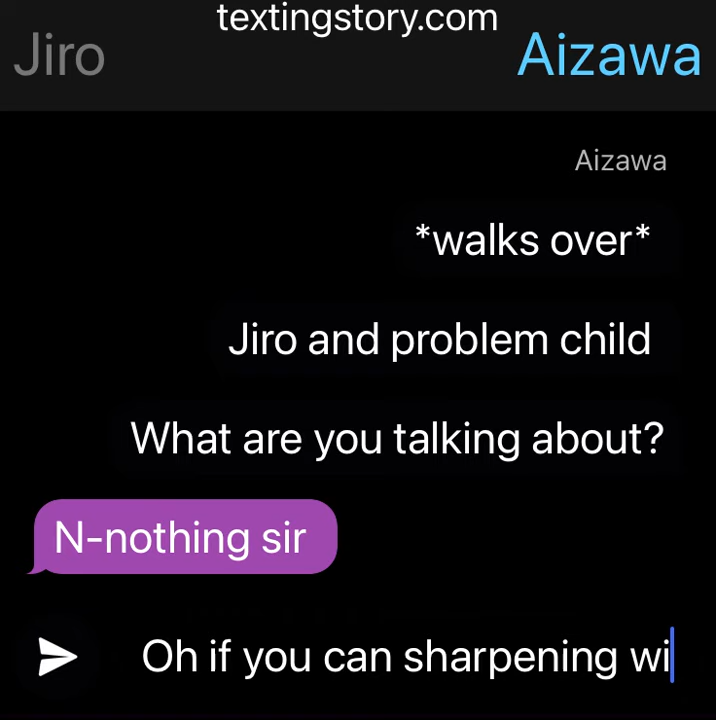 textingstory.com
Jiro
Aizawa
Aizawa
*walks over*
Jiro and problem child
What are you talking about?
N-nothing sir
Oh if you can sharpening wi